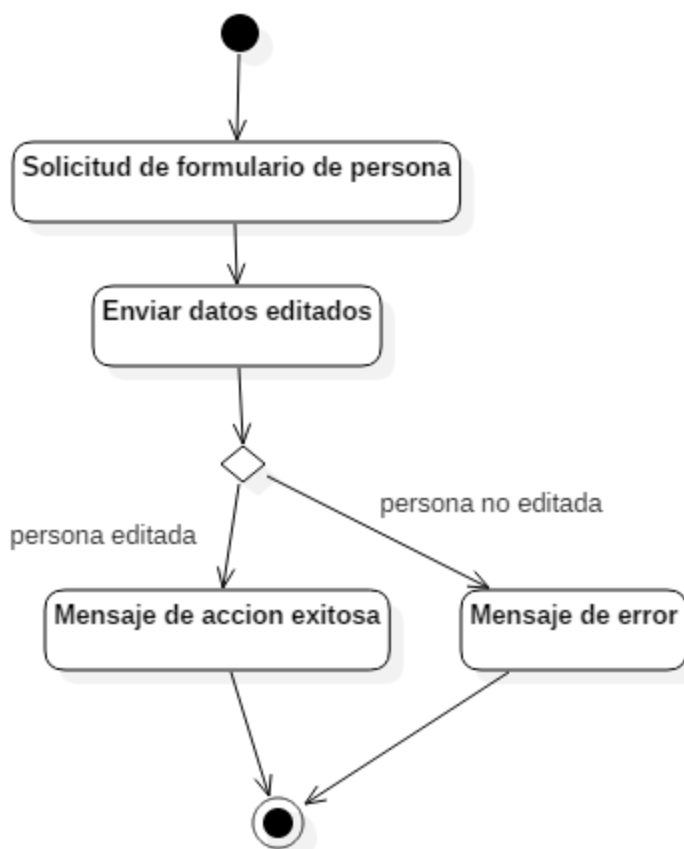 Solicitud de formulario de persona
Enviar datos editados
persona no editada
persona editada
Mensaje de accion exitosa
Mensaje de error